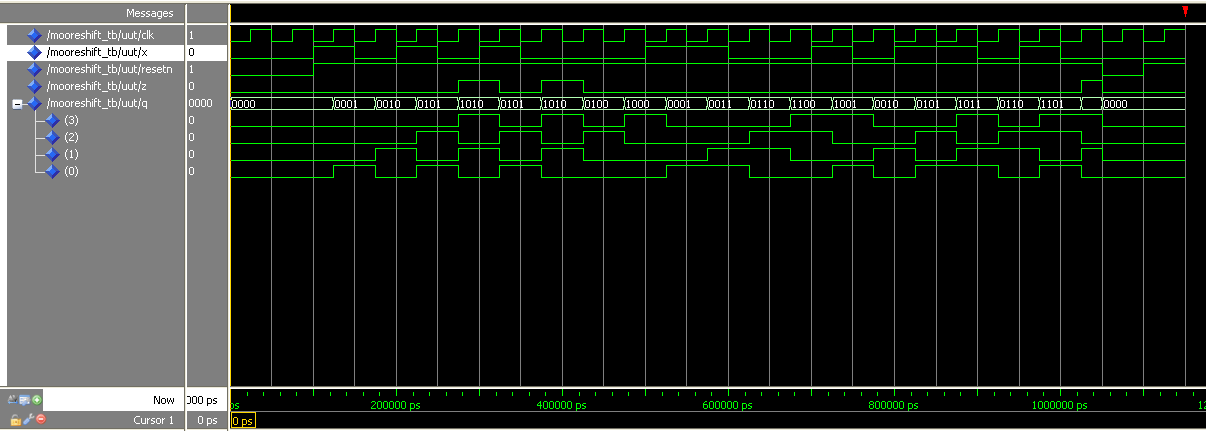 Messages
/mooreshift_tb/uut/clk 1
/mooreshift_tb/uut/x 0
/mooreshift_tb/uut/resetn 1
/mooreshift_tb/uut/z 0
/mooreshift_tb/uut/q 0000 0000 0001 0010 0101 1010 0101 1010 0100 1000 0001 0011 0110 1100 1001 0010 0101 1011 0110 1101 0000
(3) 0
(2) 0
(1) 0
(0) 0
Now 000 ps ps 200000 ps 400000 ps 600000 ps 800000 ps 1000000 ps 12
Cursor 1 0 ps 0 ps